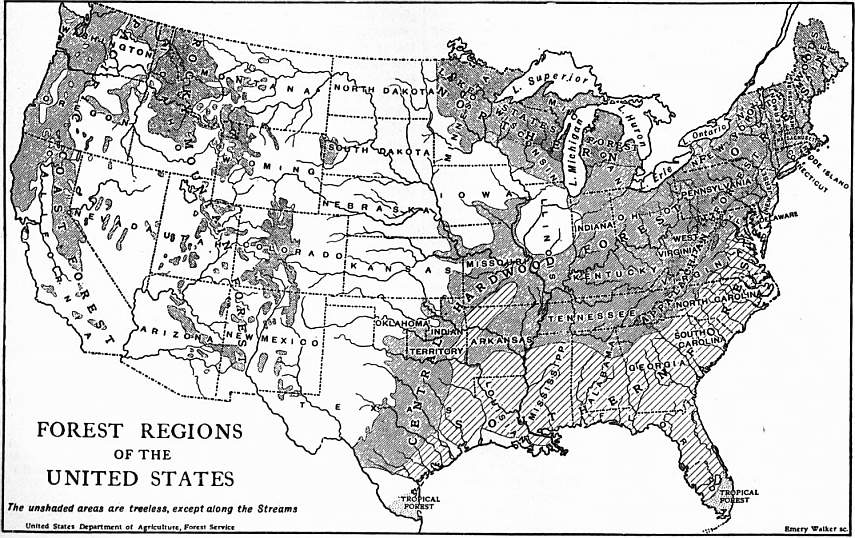 FOREST REGIONS
OF THE
UNITED STATES
The unshaded areas are treeless, except along the Streams
United States Department of Agriculture, Forest Service
Emery Walker sc.
WASHINGTON
OREGON
CALIFORNIA
NEVADA
UTAH
ARIZONA
MONTANA
WYOMING
COLORADO
NEW MEXICO
NORTH DAKOTA
SOUTH DAKOTA
NEBRASKA
KANSAS
OKLAHOMA
INDIAN
TERRITORY
TEXAS
MINN
IOWA
MISSOURI
ARKANSAS
LOUISIANA
WISCONSIN
ILLINOIS
INDIANA
OHIO
KENTUCKY
TENNESSEE
MISSISSIPPI
ALABAMA
GEORGIA
FLORIDA
SOUTH
CAROLINA
NORTH CAROLINA
VIRGINIA
WEST
VIRGINIA
PENNSYLVANIA
DELAWARE
NEW YORK
CONNECTICUT
RHODE ISLAND
L. Superior
L. Michigan
L. Huron
Erie
Ontario
COAST FOREST
ROCKY MOUNTAIN FOREST
NORTHERN FOREST
LAKE STATES
CENTRAL HARDWOOD FOREST
SOUTHERN
TROPICAL
FOREST
TROPICAL
FOREST